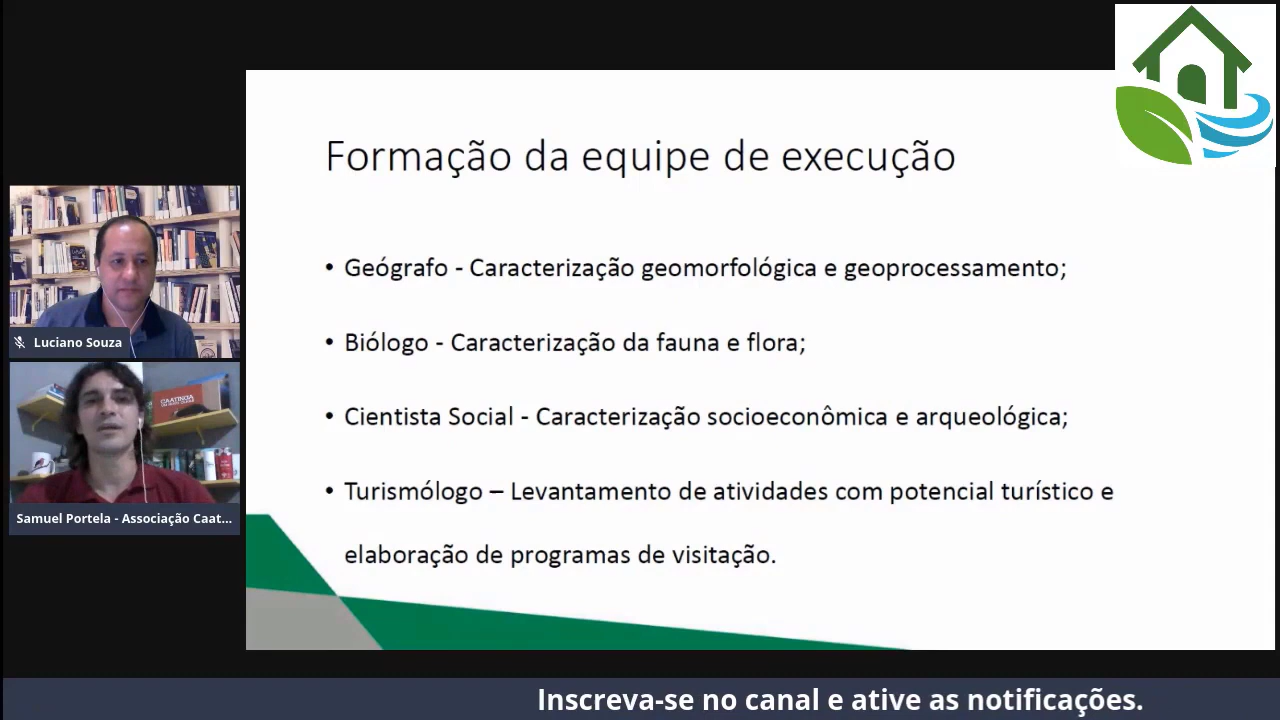 Formação da equipe de execução
• Geógrafo - Caracterização geomorfológica e geoprocessamento;
• Biólogo - Caracterização da fauna e flora;
• Cientista Social - Caracterização socioeconômica e arqueológica;
• Turismólogo – Levantamento de atividades com potencial turístico e
elaboração de programas de visitação.
Luciano Souza
CAATINGA
Samuel Portela - Associação Caat...
Inscreva-se no canal e ative as notificações.